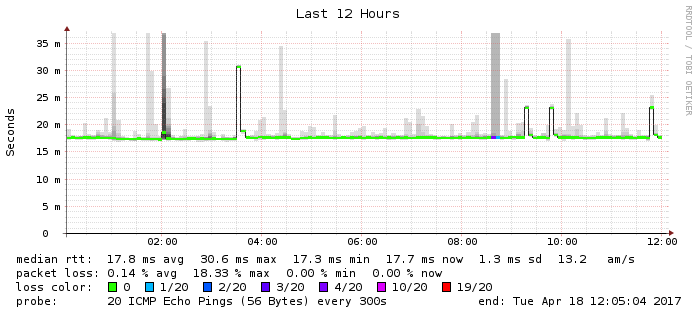 Last 12 Hours
RRDTOOL / TOBI OETIKER
Seconds
35 m
30 m
25 m
20 m
15 m
10 m
5 m
0
02:00 04:00 06:00 08:00 10:00 12:00
median rtt: 17.8 ms avg 30.6 ms max 17.3 ms min 17.7 ms now 1.3 ms sd 13.2 am/s
packet loss: 0.14 % avg 18.33 % max 0.00 % min 0.00 % now
loss color: 0 1/20 2/20 3/20 4/20 10/20 19/20
probe: 20 ICMP Echo Pings (56 Bytes) every 300s end: Tue Apr 18 12:05:04 2017